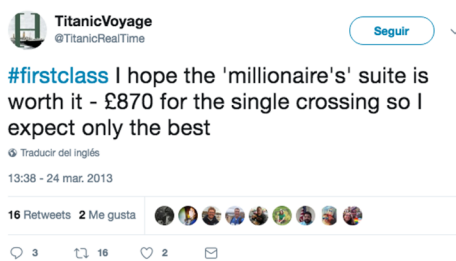 TitanicVoyage
@TitanicRealTime
Seguir
#firstclass I hope the 'millionaire's' suite is
worth it - £870 for the single crossing so I
expect only the best
Traducir del inglés
13:38 - 24 mar. 2013
16 Retweets 2 Me gusta
3 16 2